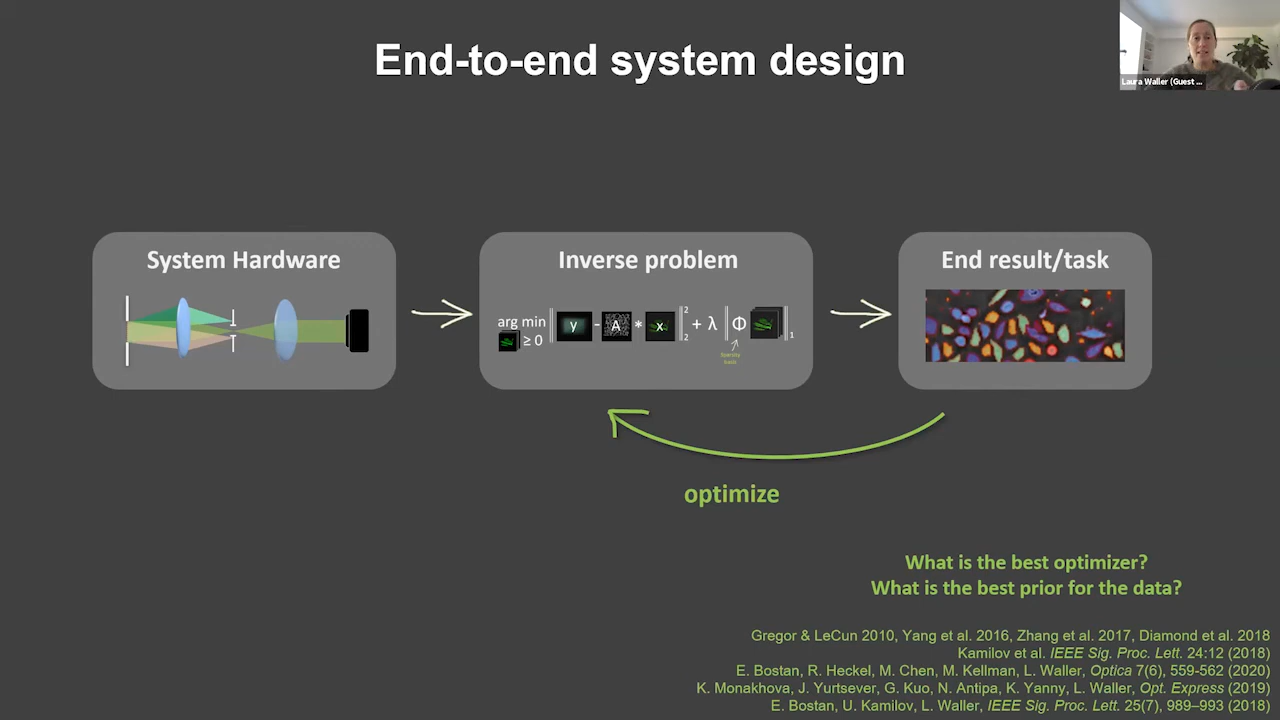 End-to-end system design
Laura Waller (Guest ...
System Hardware
Inverse problem
arg min
≥ 0
y - A * x 2 2 + λ Φ 1
Sparsity
basis
End result/task
optimize
What is the best optimizer?
What is the best prior for the data?
Gregor & LeCun 2010, Yang et al. 2016, Zhang et al. 2017, Diamond et al. 2018
Kamilov et al. IEEE Sig. Proc. Lett. 24:12 (2018)
E. Bostan, R. Heckel, M. Chen, M. Kellman, L. Waller, Optica 7(6), 559-562 (2020)
K. Monakhova, J. Yurtsever, G. Kuo, N. Antipa, K. Yanny, L. Waller, Opt. Express (2019)
E. Bostan, U. Kamilov, L. Waller, IEEE Sig. Proc. Lett. 25(7), 989–993 (2018)